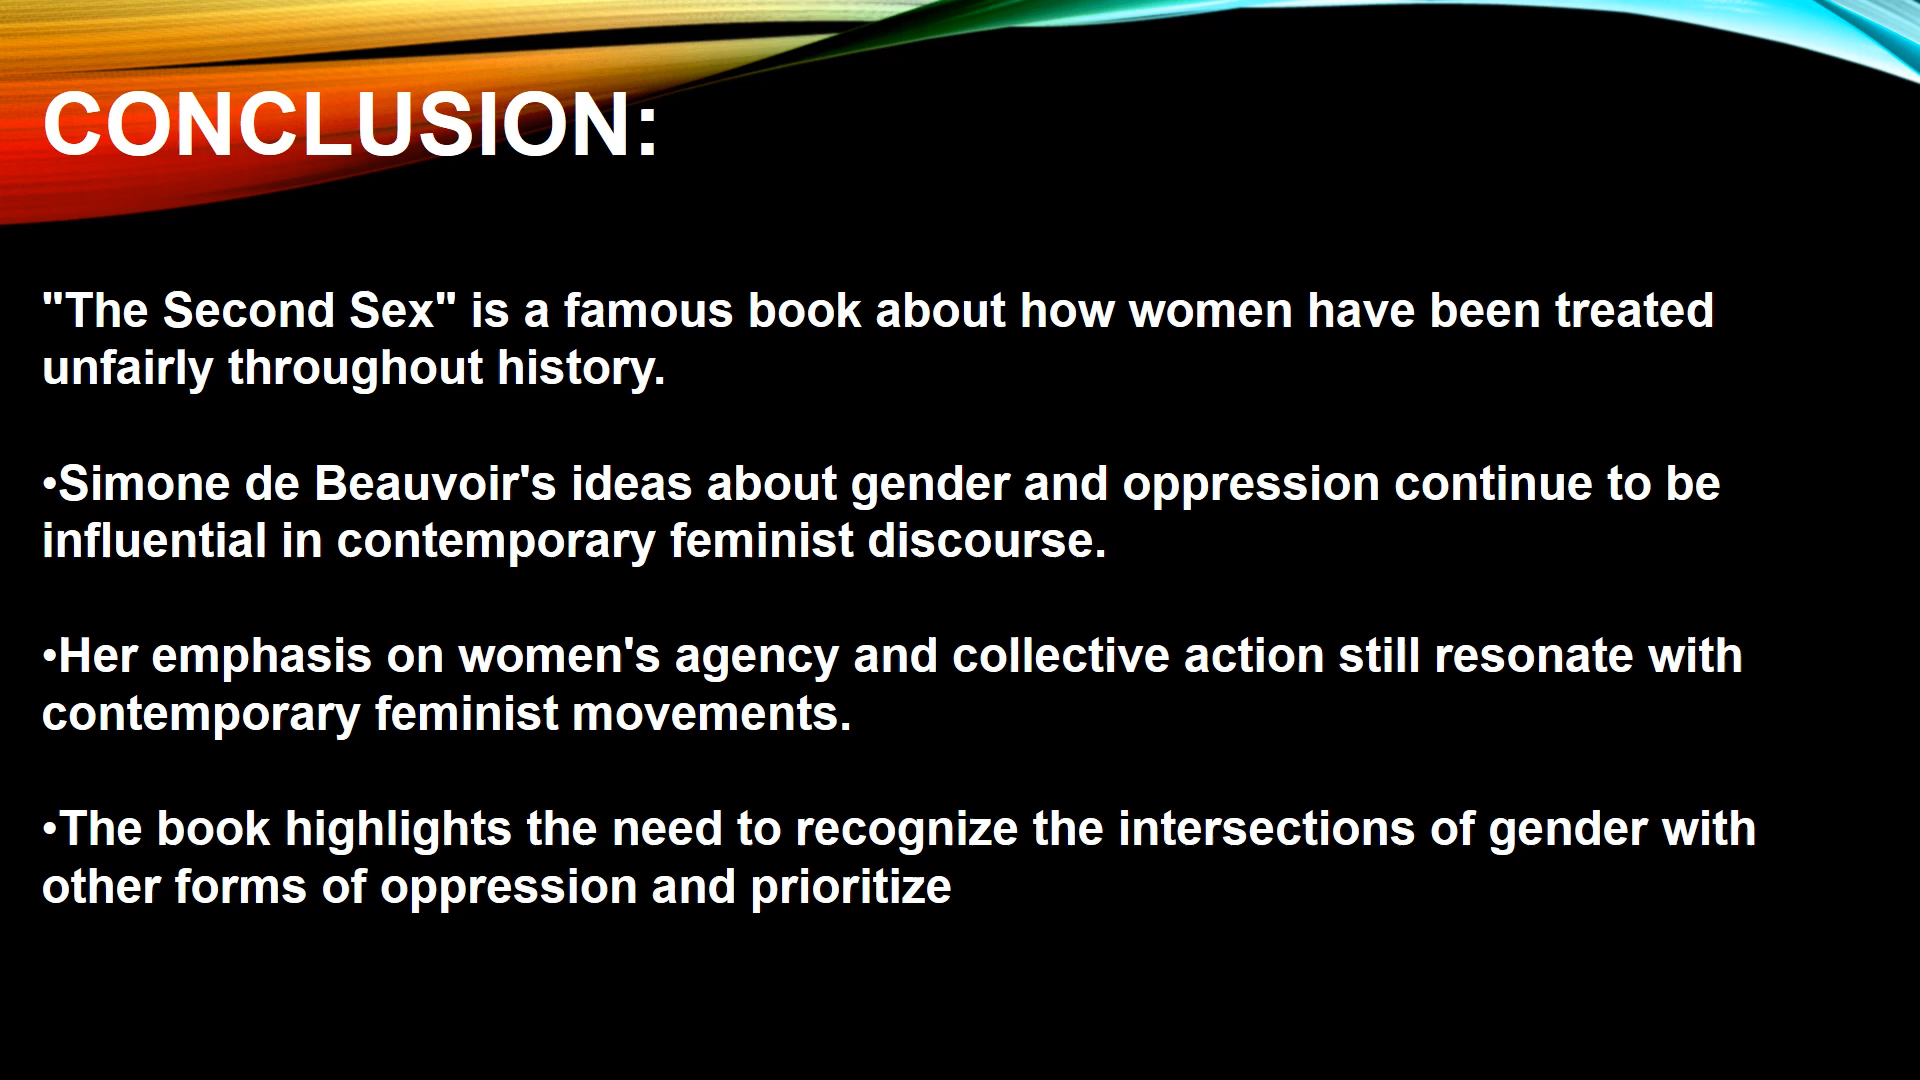 CONCLUSION:
"The Second Sex" is a famous book about how women have been treated
unfairly throughout history.
•Simone de Beauvoir's ideas about gender and oppression continue to be
influential in contemporary feminist discourse.
•Her emphasis on women's agency and collective action still resonate with
contemporary feminist movements.
•The book highlights the need to recognize the intersections of gender with
other forms of oppression and prioritize